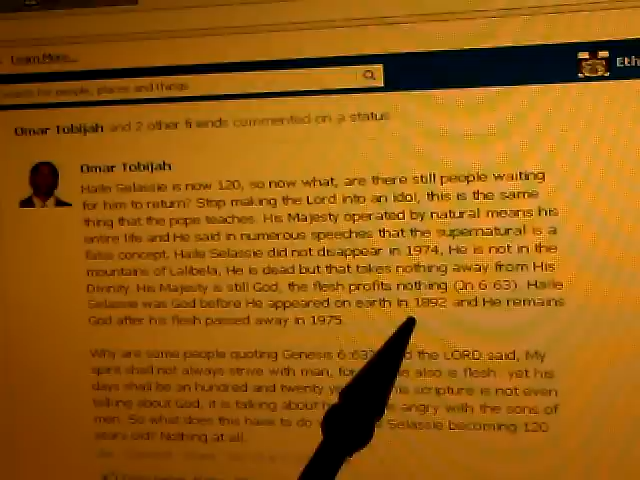 Learn More...
Search for people, places and things
Eth
Omar Tobijah and 2 other friends commented on a status
Omar Tobijah
Haile Selassie is now 120, so now what, are there still people waiting
for him to return? Stop making the Lord into an idol, this is the same
thing that the pope teaches. His Majesty operated by natural means his
entire life and He said in numerous speeches that the supernatural is a
false concept. Haile Selassie did not disappear in 1974, He is not in the
mountains of Lalibela, He is dead but that takes nothing away from His
Divinity. His Majesty is still God, the flesh profits nothing (Jn 6:63). Haile
Selassie was God before He appeared on earth in 1892 and He remains
God after his flesh passed away in 1975.
Why are some people quoting Genesis 6:63? the LORD said, My
spirit shall not always strive with man, for also is flesh yet his
days shall be an hundred and twenty scripture is not even
talking about God, it is talking about angry with the sons of
men. So what does this have to do Selassie becoming 120
years old? Nothing at all.